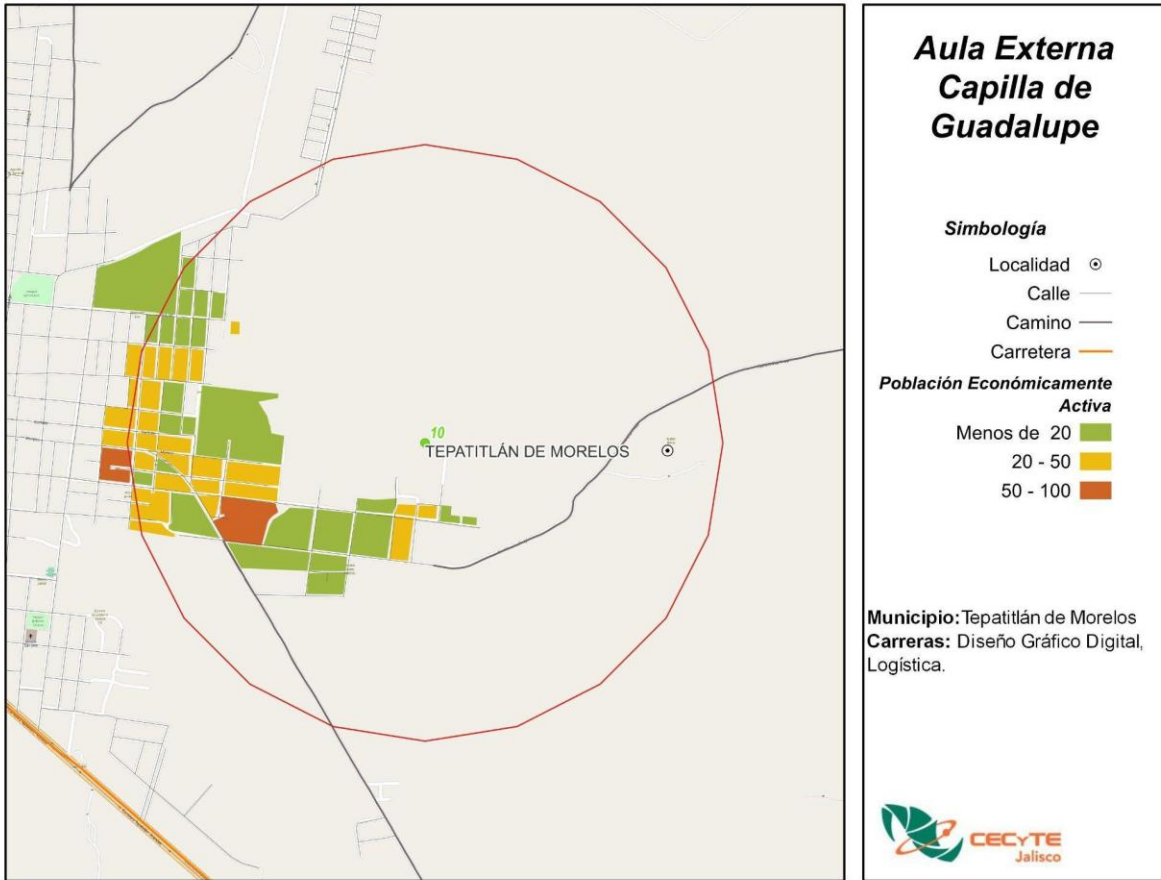 10
TEPATITLÁN DE MORELOS
Aula Externa
Capilla de
Guadalupe
Simbología
Localidad
Calle
Camino
Carretera
Población Económicamente
Activa
Menos de 20
20 - 50
50 - 100
Municipio:Tepatitlán de Morelos
Carreras: Diseño Gráfico Digital,
Logística.
CECyTE
Jalisco